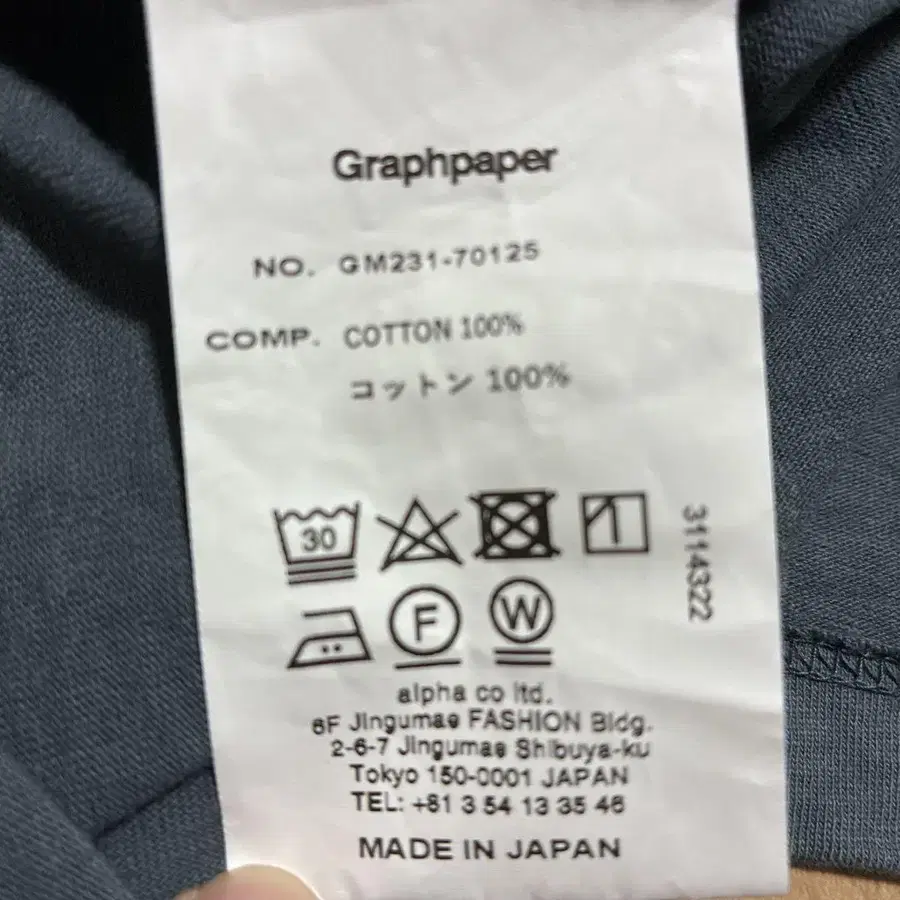 Graphpaper
NO. GM231-70125
COMP. COTTON 100%
コットン 100%
30
3114322
F
W
alpha co ltd.
6F Jingumae FASHION Bldg.
2-6-7 Jingumae Shibuya-ku
Tokyo 150-0001 JAPAN
TEL: +81 3 54 13 35 46
MADE IN JAPAN